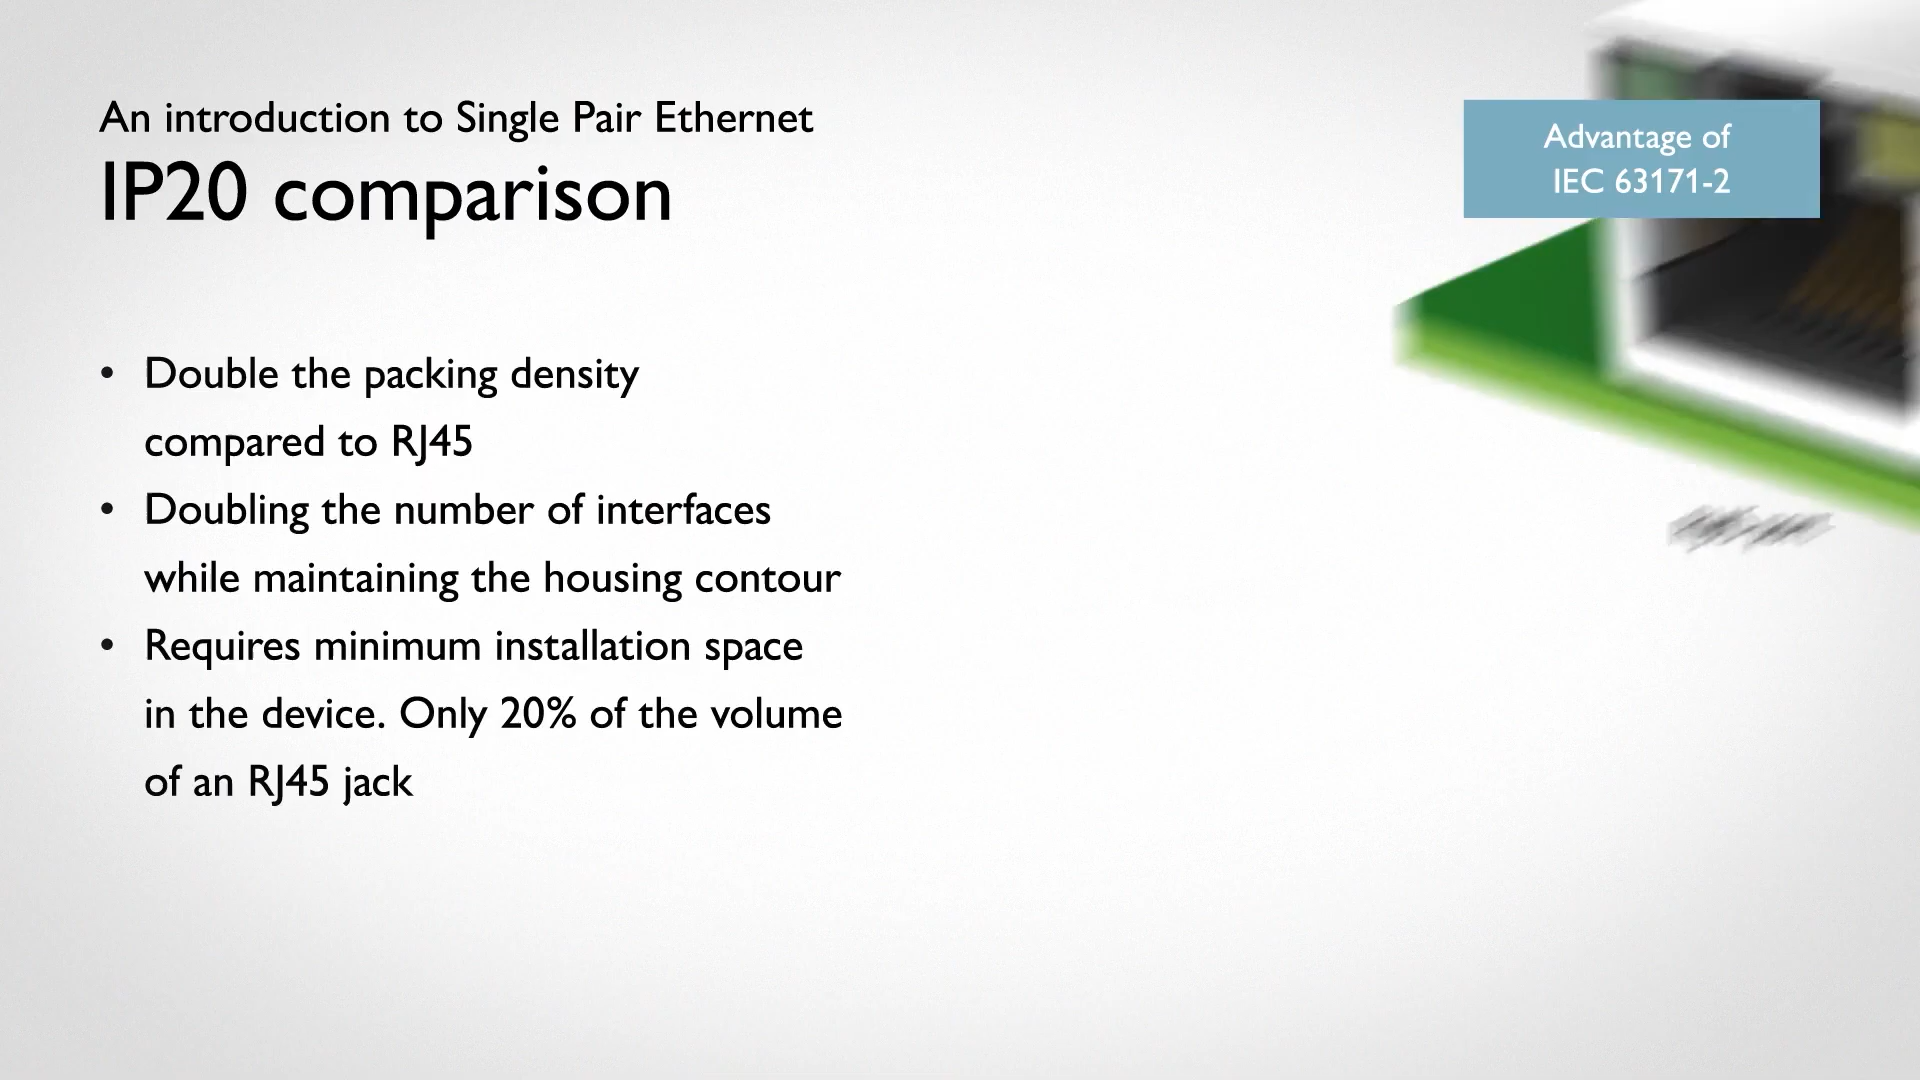 An introduction to Single Pair Ethernet
IP20 comparison
Advantage of
IEC 63171-2
• Double the packing density
compared to RJ45
• Doubling the number of interfaces
while maintaining the housing contour
• Requires minimum installation space
in the device. Only 20% of the volume
of an RJ45 jack